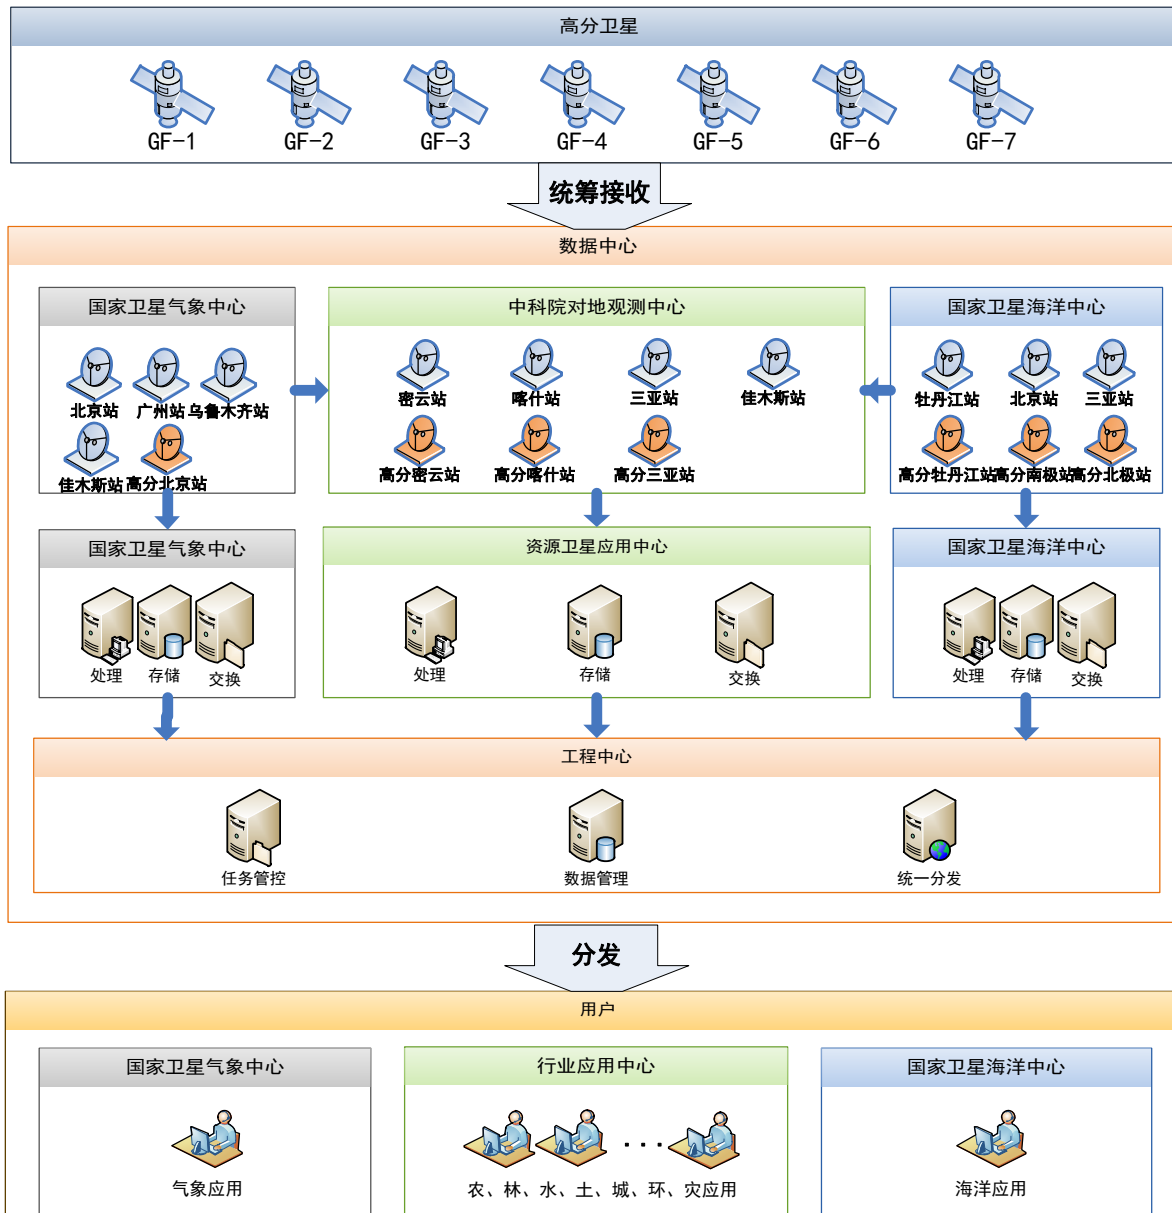 高分卫星
GF-1 GF-2 GF-3 GF-4 GF-5 GF-6 GF-7
统筹接收
数据中心
国家卫星气象中心
北京站 广州站 乌鲁木齐站
佳木斯站 高分北京站
中科院对地观测中心
密云站 喀什站 三亚站 佳木斯站
高分密云站 高分喀什站 高分三亚站
国家卫星海洋中心
牡丹江站 北京站 三亚站
高分牡丹江站 高分南极站 高分北极站
国家卫星气象中心
处理 存储 交换
资源卫星应用中心
处理 存储 交换
国家卫星海洋中心
处理 存储 交换
工程中心
任务管控 数据管理 统一分发
分发
用户
国家卫星气象中心
气象应用
行业应用中心
···
农、林、水、土、城、环、灾应用
国家卫星海洋中心
海洋应用